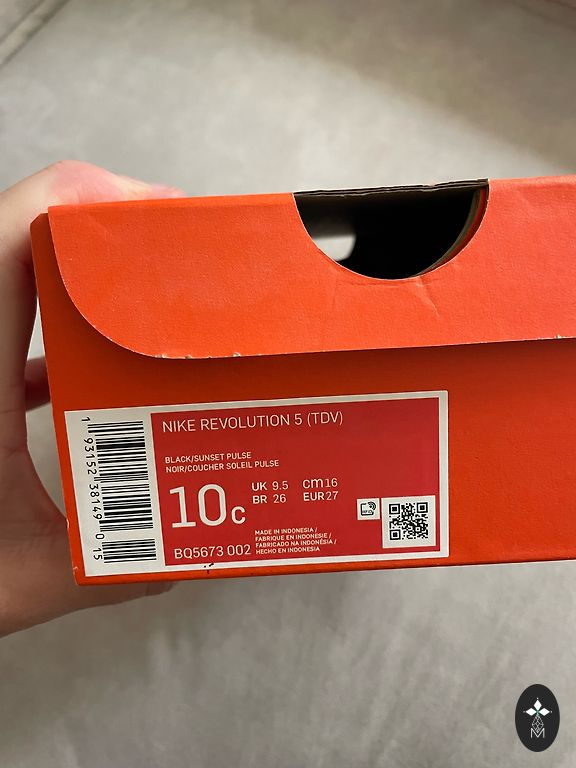 NIKE REVOLUTION 5 (TDV)
BLACK/SUNSET PULSE
NOIR/COUCHER SOLEIL PULSE
10C
UK 9.5 cm 16
BR 26 EUR 27
BQ5673 002
MADE IN INDONESIA /
FABRIQUE EN INDONESIE /
FABRICADO NA INDONÉSIA /
HECHO EN INDONESIA
1 93152 38149 0 15
RFID
M